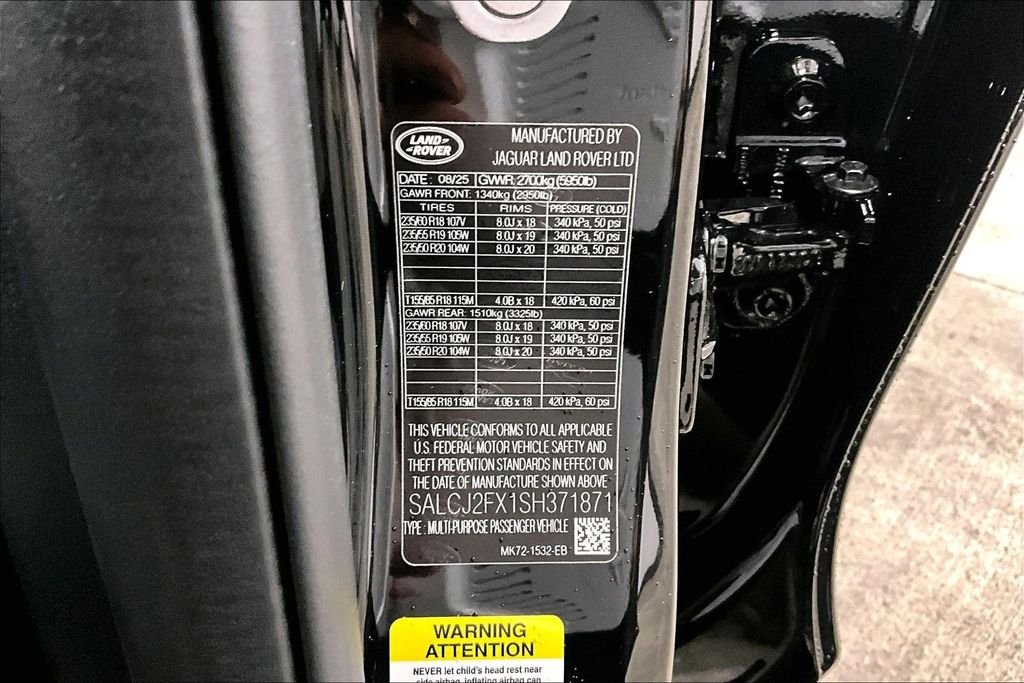 LAND
ROVER
MANUFACTURED BY
JAGUAR LAND ROVER LTD
DATE: 08/25 GVWR: 2700kg (5950lb)
GAWR FRONT: 1340kg (2950lb)
TIRES RIMS PRESSURE (COLD)
235/60 R18 107V 8.0J x 18 340 kPa, 50 psi
235/55 R19 105W 8.0J x 19 340 kPa, 50 psi
235/50 R20 104W 8.0J x 20 340 kPa, 50 psi
T155/85 R18 115M 4.0B x 18 420 kPa, 60 psi
GAWR REAR: 1510kg (3325lb)
235/60 R18 107V 8.0J x 18 340 kPa, 50 psi
235/55 R19 105W 8.0J x 19 340 kPa, 50 psi
235/50 R20 104W 8.0J x 20 340 kPa, 50 psi
T155/85 R18 115M 4.0B x 18 420 kPa, 60 psi
THIS VEHICLE CONFORMS TO ALL APPLICABLE
U.S. FEDERAL MOTOR VEHICLE SAFETY AND
THEFT PREVENTION STANDARDS IN EFFECT ON
THE DATE OF MANUFACTURE SHOWN ABOVE
SALCJ2FX1SH371871
TYPE: MULTI-PURPOSE PASSENGER VEHICLE
MK72-1532-EB
WARNING
ATTENTION
NEVER let child's head rest near
side airbag, inflating airbag can